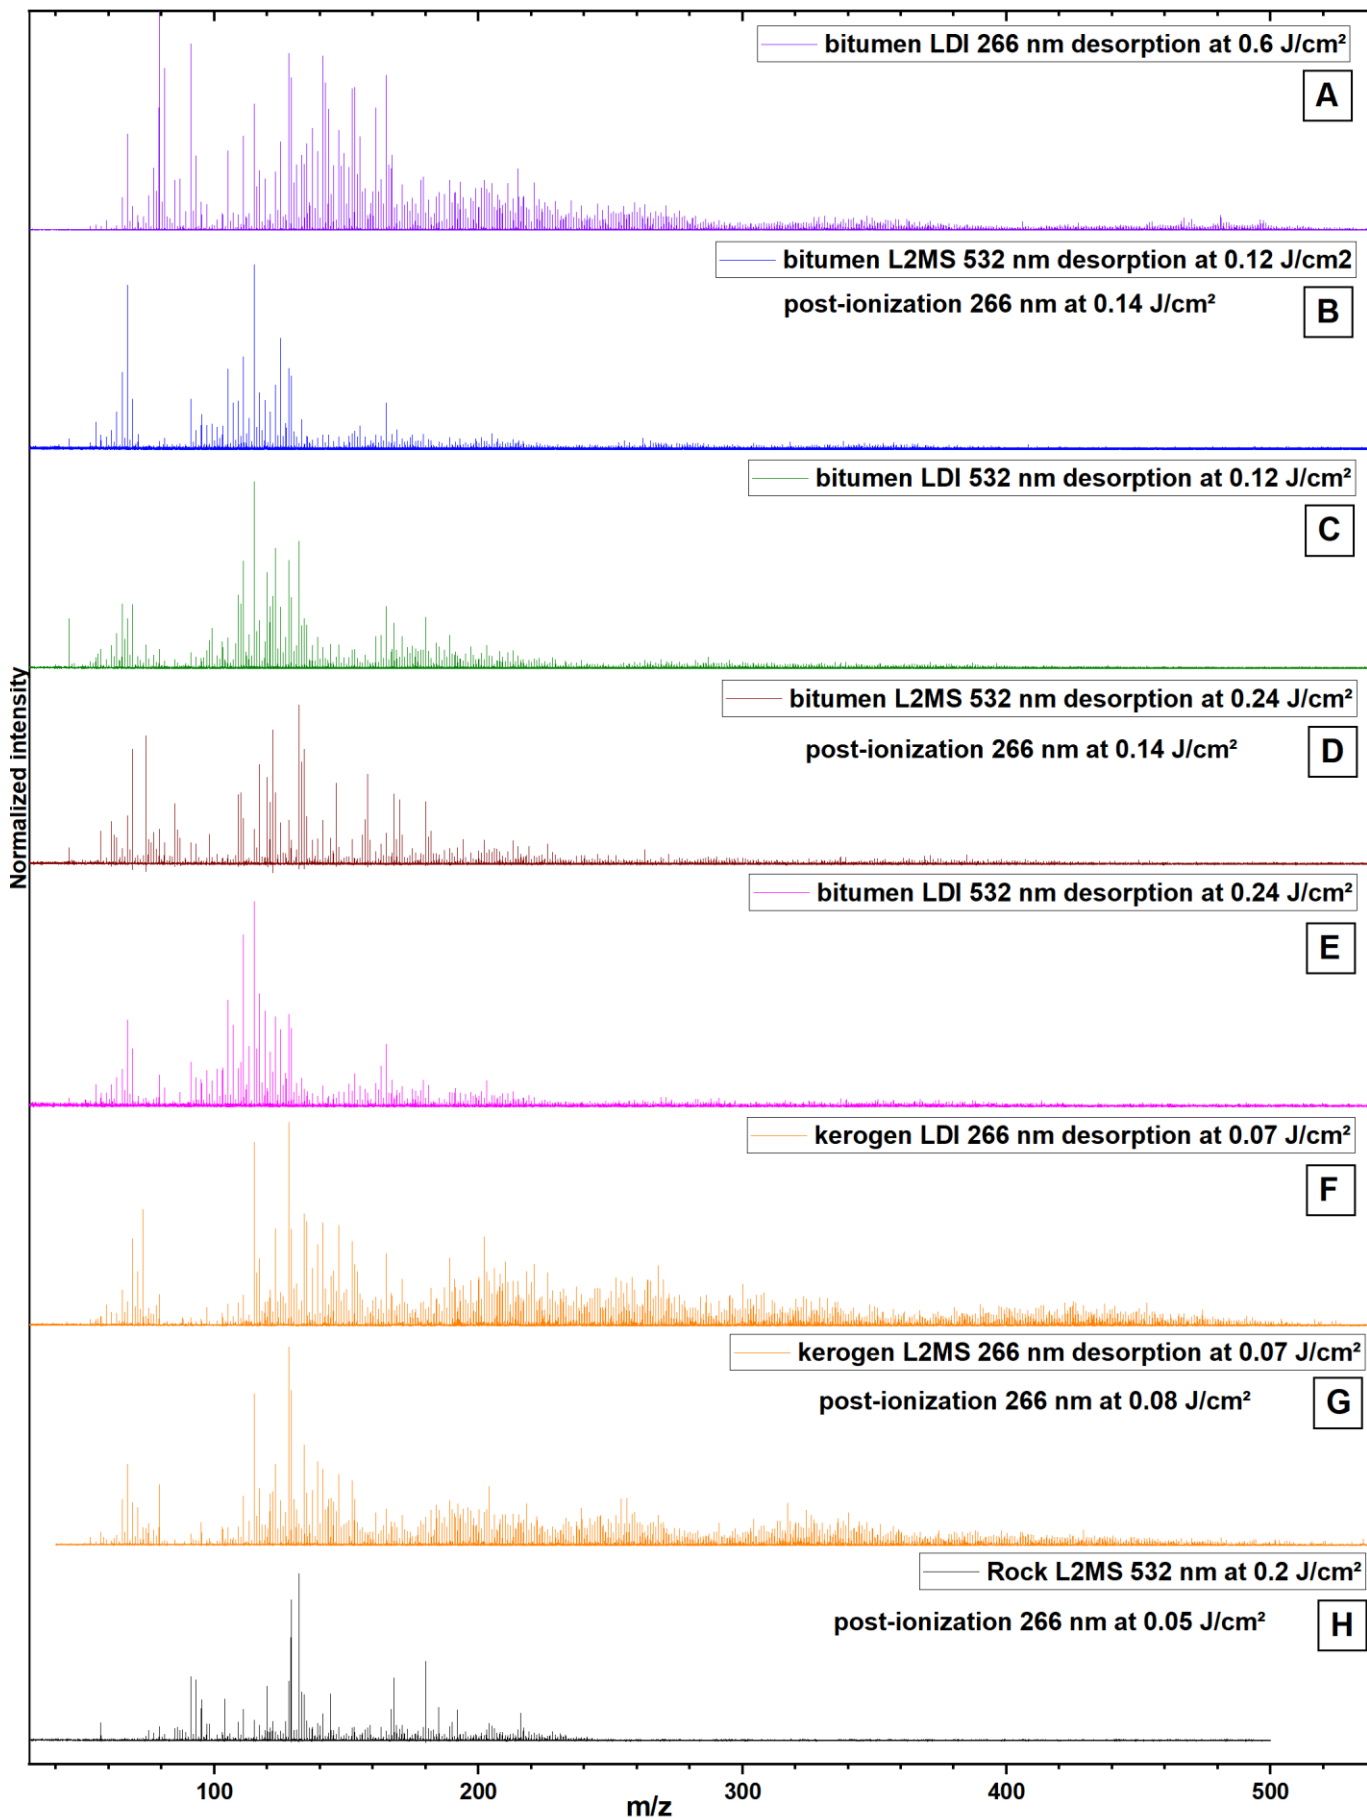 bitumen LDI 266 nm desorption at 0.6 J/cm²
A
bitumen L2MS 532 nm desorption at 0.12 J/cm2
post-ionization 266 nm at 0.14 J/cm²
B
bitumen LDI 532 nm desorption at 0.12 J/cm²
C
bitumen L2MS 532 nm desorption at 0.24 J/cm²
post-ionization 266 nm at 0.14 J/cm²
D
bitumen LDI 532 nm desorption at 0.24 J/cm²
E
kerogen LDI 266 nm desorption at 0.07 J/cm²
F
kerogen L2MS 266 nm desorption at 0.07 J/cm²
post-ionization 266 nm at 0.08 J/cm²
G
Rock L2MS 532 nm at 0.2 J/cm²
post-ionization 266 nm at 0.05 J/cm²
H
Normalized intensity
100 200 300 400 500
m/z